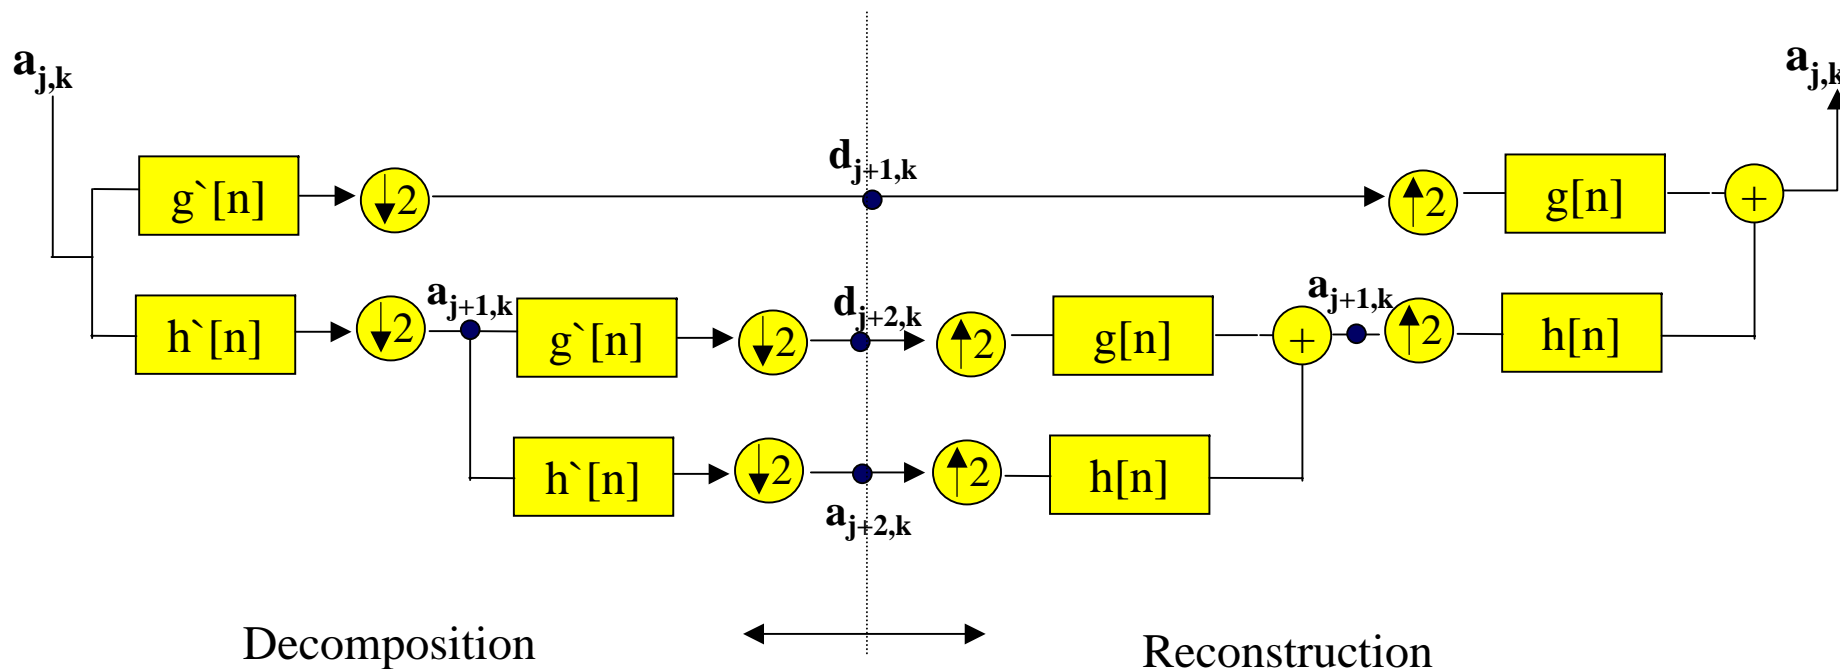 a_{j,k}
a_{j,k}
g`[n] ↓2 d_{j+1,k} ↑2 g[n] +
h`[n] ↓2 a_{j+1,k} g`[n] ↓2 d_{j+2,k} ↑2 g[n] + a_{j+1,k} ↑2 h[n]
h`[n] ↓2 a_{j+2,k} ↑2 h[n]
Decomposition
Reconstruction